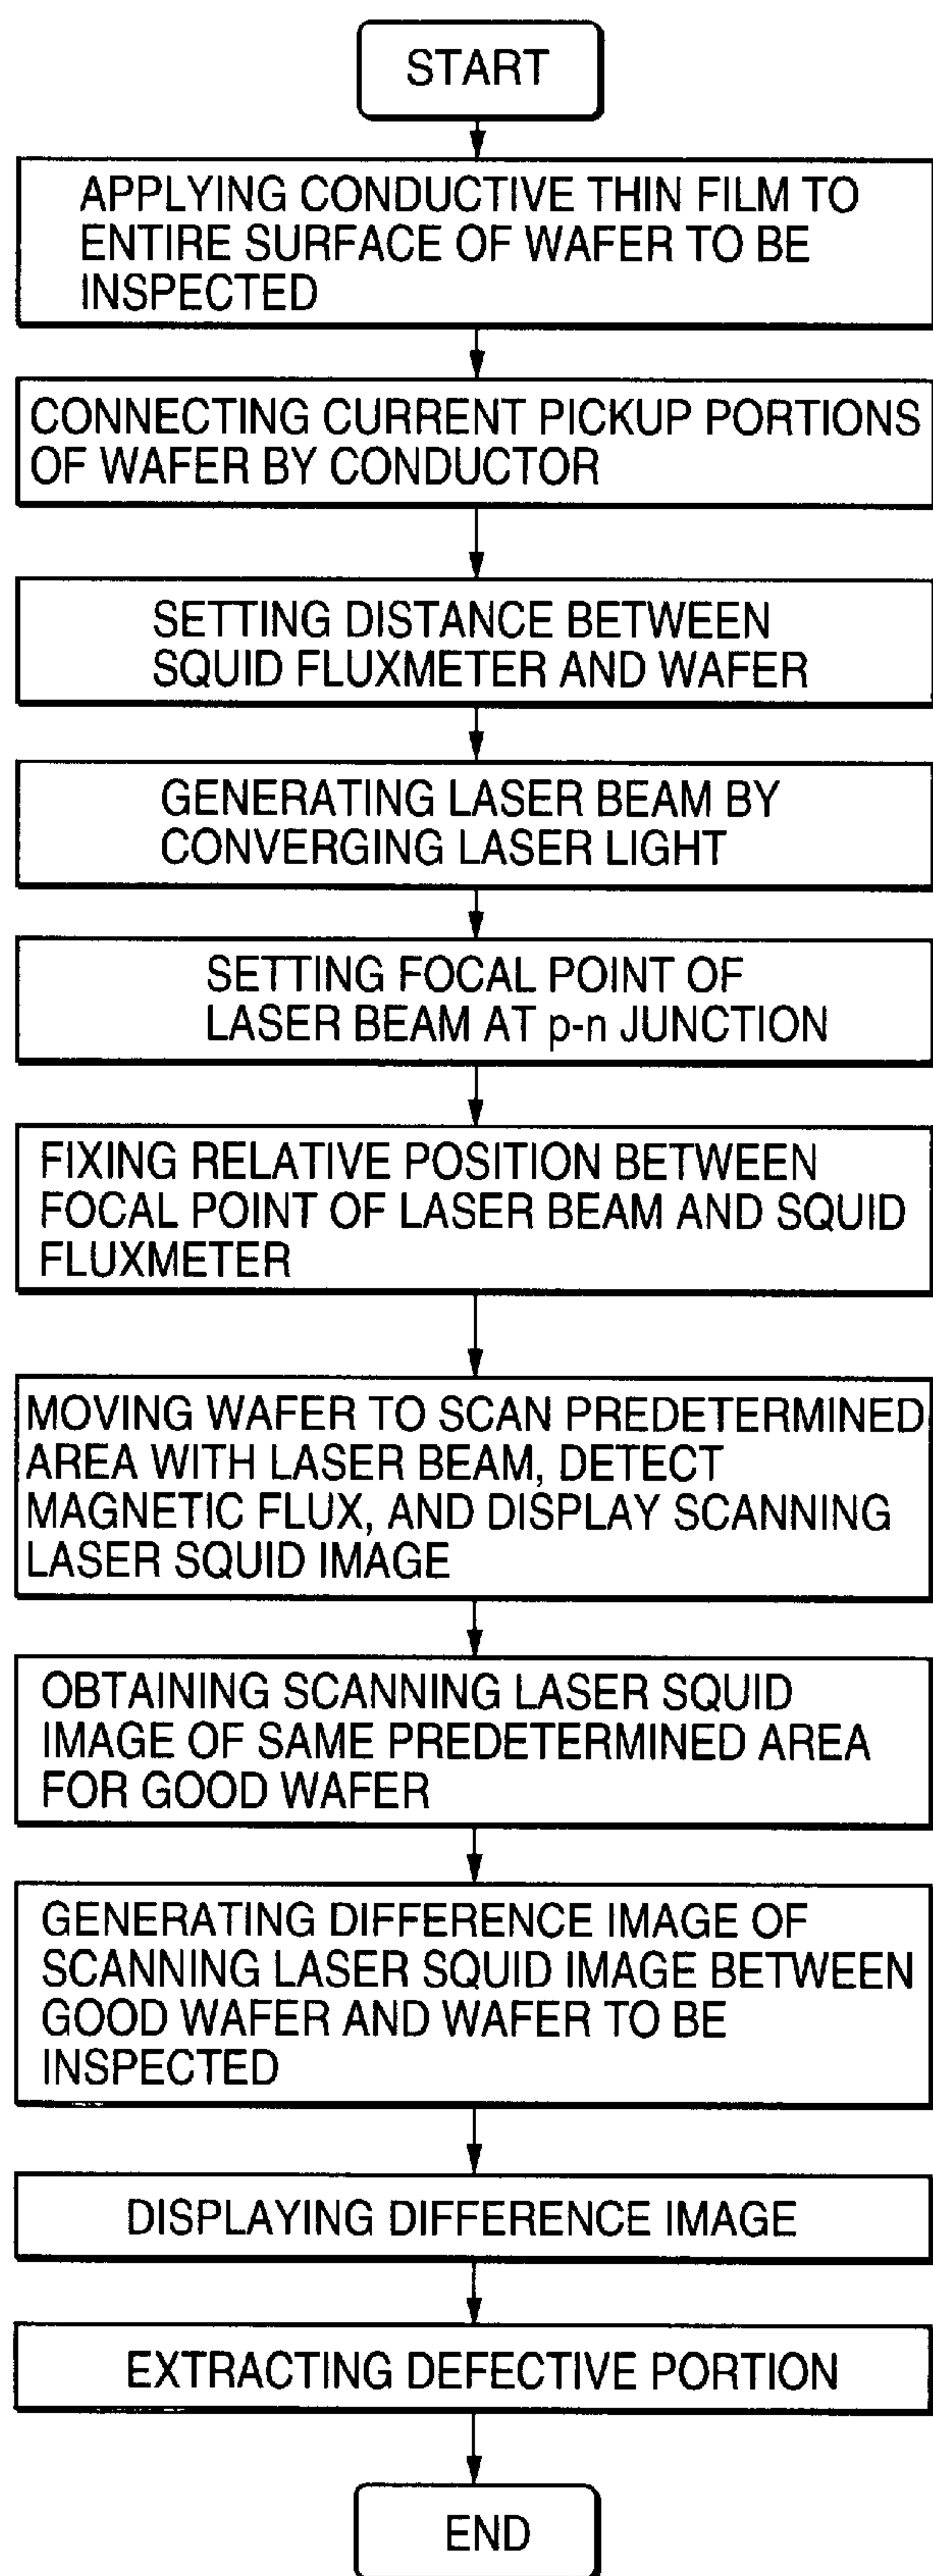 START
APPLYING CONDUCTIVE THIN FILM TO
ENTIRE SURFACE OF WAFER TO BE
INSPECTED
CONNECTING CURRENT PICKUP PORTIONS
OF WAFER BY CONDUCTOR
SETTING DISTANCE BETWEEN
SQUID FLUXMETER AND WAFER
GENERATING LASER BEAM BY
CONVERGING LASER LIGHT
SETTING FOCAL POINT OF
LASER BEAM AT p-n JUNCTION
FIXING RELATIVE POSITION BETWEEN
FOCAL POINT OF LASER BEAM AND SQUID
FLUXMETER
MOVING WAFER TO SCAN PREDETERMINED
AREA WITH LASER BEAM, DETECT
MAGNETIC FLUX, AND DISPLAY SCANNING
LASER SQUID IMAGE
OBTAINING SCANNING LASER SQUID
IMAGE OF SAME PREDETERMINED AREA
FOR GOOD WAFER
GENERATING DIFFERENCE IMAGE OF
SCANNING LASER SQUID IMAGE BETWEEN
GOOD WAFER AND WAFER TO BE
INSPECTED
DISPLAYING DIFFERENCE IMAGE
EXTRACTING DEFECTIVE PORTION
END